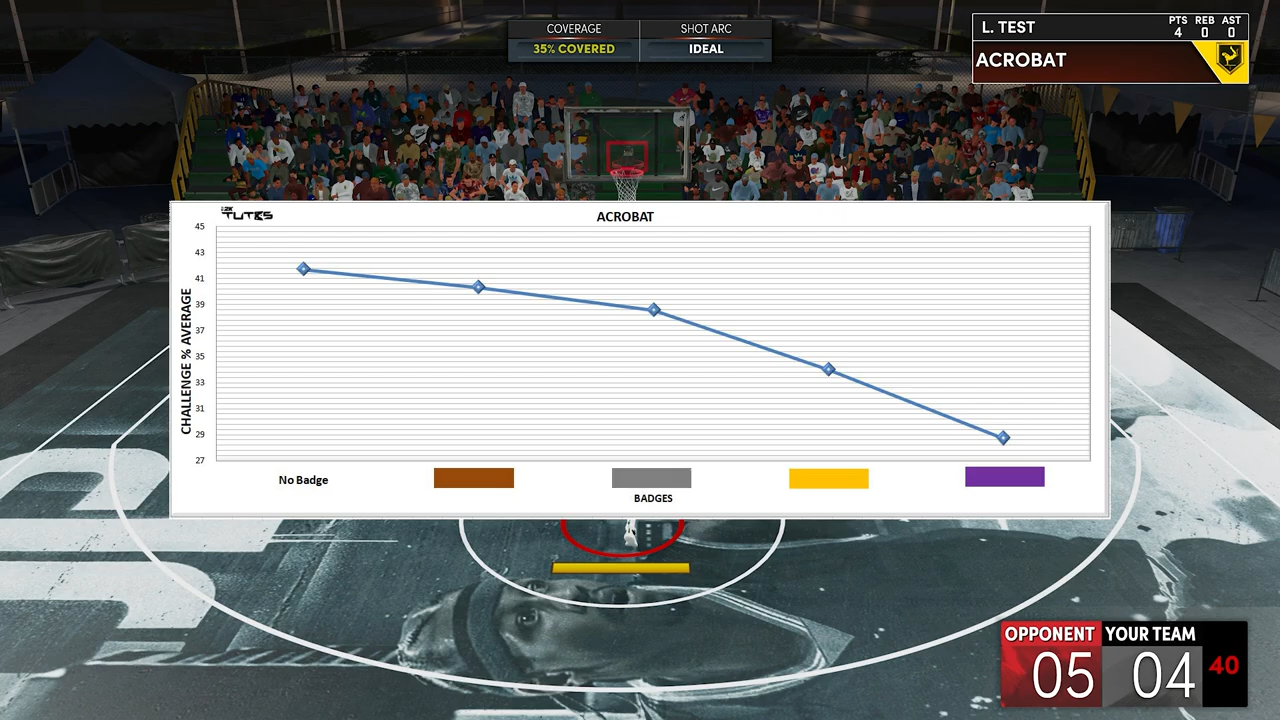 COVERAGE
SHOT ARC
35% COVERED
IDEAL
L. TEST
PTS REB AST
4 0 0
ACROBAT
2K
TUTES
ACROBAT
CHALLENGE % AVERAGE
45
43
41
39
37
35
33
31
29
27
No Badge
BADGES
OPPONENT
YOUR TEAM
05
04
40